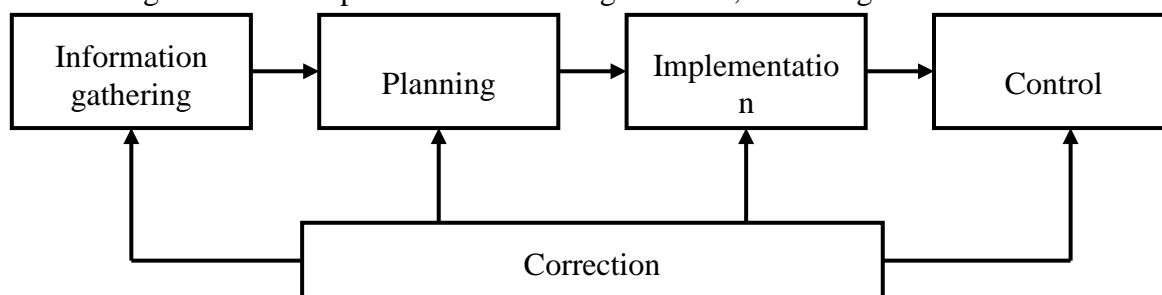 Information
gathering
Planning
Implementatio
n
Control
Correction